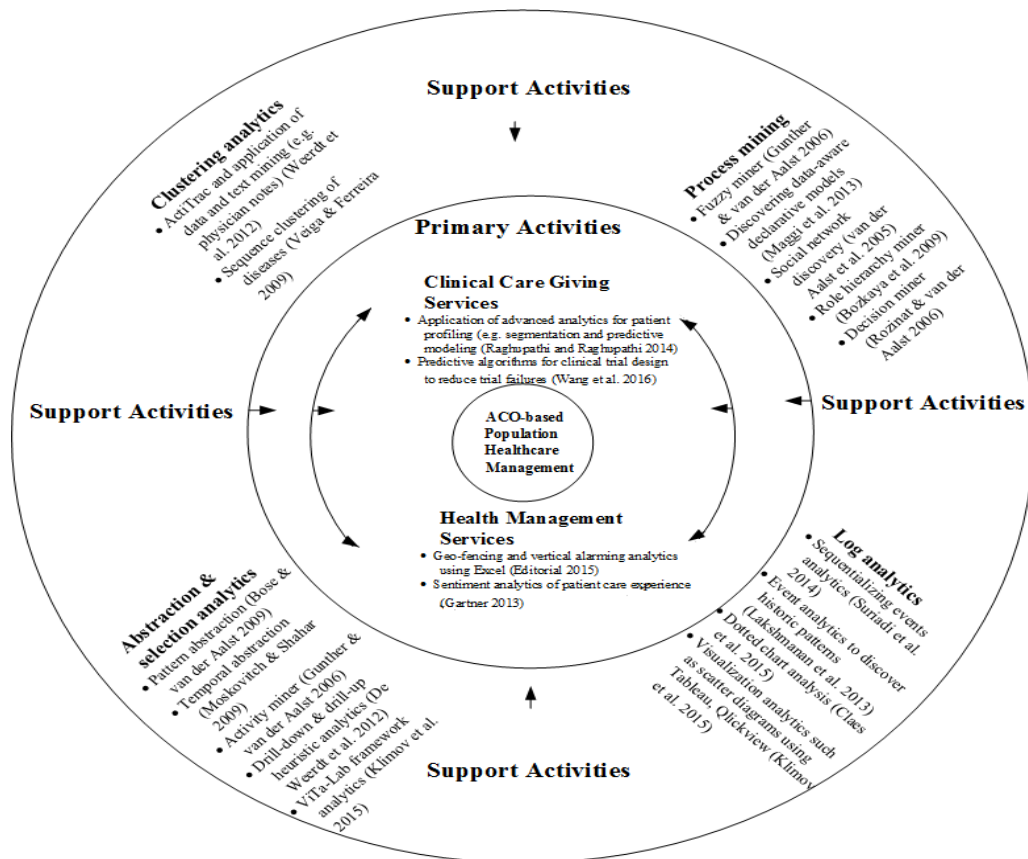 Support Activities
Clustering analytics
• ActiTrac and application of
data and text mining (e.g.
physician notes) (Weerdt et
al. 2012)
• Sequence clustering of
diseases (Veiga & Ferreira
2009)
Process mining
• Fuzzy miner (Gunther
& van der Aalst 2006)
• Discovering data-aware
declarative models
(Maggi et al. 2013)
• Social network
discovery (van der
Aalst et al. 2005)
• Role hierarchy miner
(Bozkaya et al. 2009)
• Decision miner
(Rozinat & van der
Aalst 2006)
Primary Activities
Clinical Care Giving
Services
• Application of advanced analytics for patient
profiling (e.g. segmentation and predictive
modeling (Raghupathi and Raghupathi 2014)
• Predictive algorithms for clinical trial design
to reduce trial failures (Wang et al. 2016)
Support Activities
ACO-based
Population
Healthcare
Management
Support Activities
Health Management
Services
• Geo-fencing and vertical alarming analytics
using Excel (Editorial 2015)
• Sentiment analytics of patient care experience
(Gartner 2013)
Abstraction &
selection analytics
• Pattern abstraction (Bose &
van der Aalst 2009)
• Temporal abstraction
(Moskovitch & Shahar
2009)
• Activity miner (Gunther &
van der Aalst 2006)
• Drill-down & drill-up
heuristic analytics (De
Weerdt et al. 2012)
• ViTa-Lab framework
analytics (Klimov et al.
2015)
Log analytics
• Sequentializing events
analytics (Suriadi et al.
2014)
• Event analytics to discover
historic patterns
(Lakshmanan et al. 2013)
• Dotted chart analysis (Claes
et al. 2015)
• Visualization analytics such
as scatter diagrams using
Tableau, Qlickview (Klimov
et al. 2015)
Support Activities